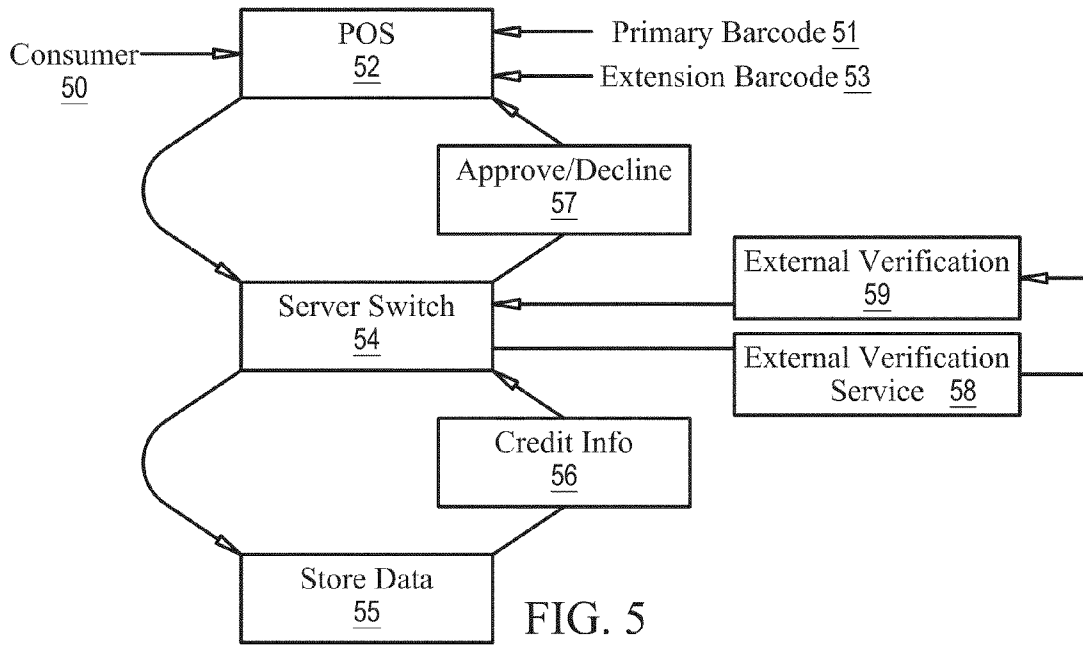 POS
52
Consumer
50
Primary Barcode 51
Extension Barcode 53
Approve/Decline
57
External Verification
59
Server Switch
54
External Verification
Service 58
Credit Info
56
Store Data
55
FIG. 5